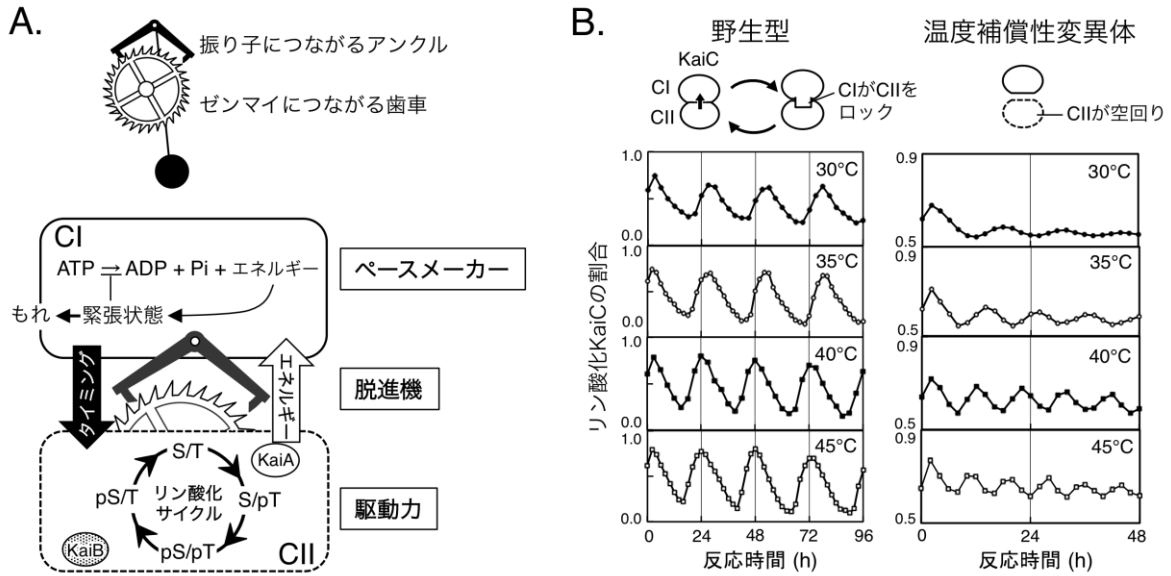 A.
振り子につながるアンクル
ゼンマイにつながる歯車
CI
ATP ⇌ ADP + Pi + エネルギー
もれ
緊張状態
ペースメーカー
タイミング
エネルギー
脱進機
KaiA
S/T
pS/T
リン酸化
サイクル
S/pT
pS/pT
KaiB
CII
駆動力
B.
野生型
KaiC
CI
CII
CIがCIIを
ロック
温度補償性変異体
CIIが空回り
リン酸化KaiCの割合
1.0
30°C
0.0
1.0
35°C
0.0
1.0
40°C
0.0
1.0
45°C
0.0
0 24 48 72 96
反応時間 (h)
0.9
30°C
0.5
35°C
0.5
0.9
40°C
0.5
0.9
45°C
0.5
0 24 48
反応時間 (h)